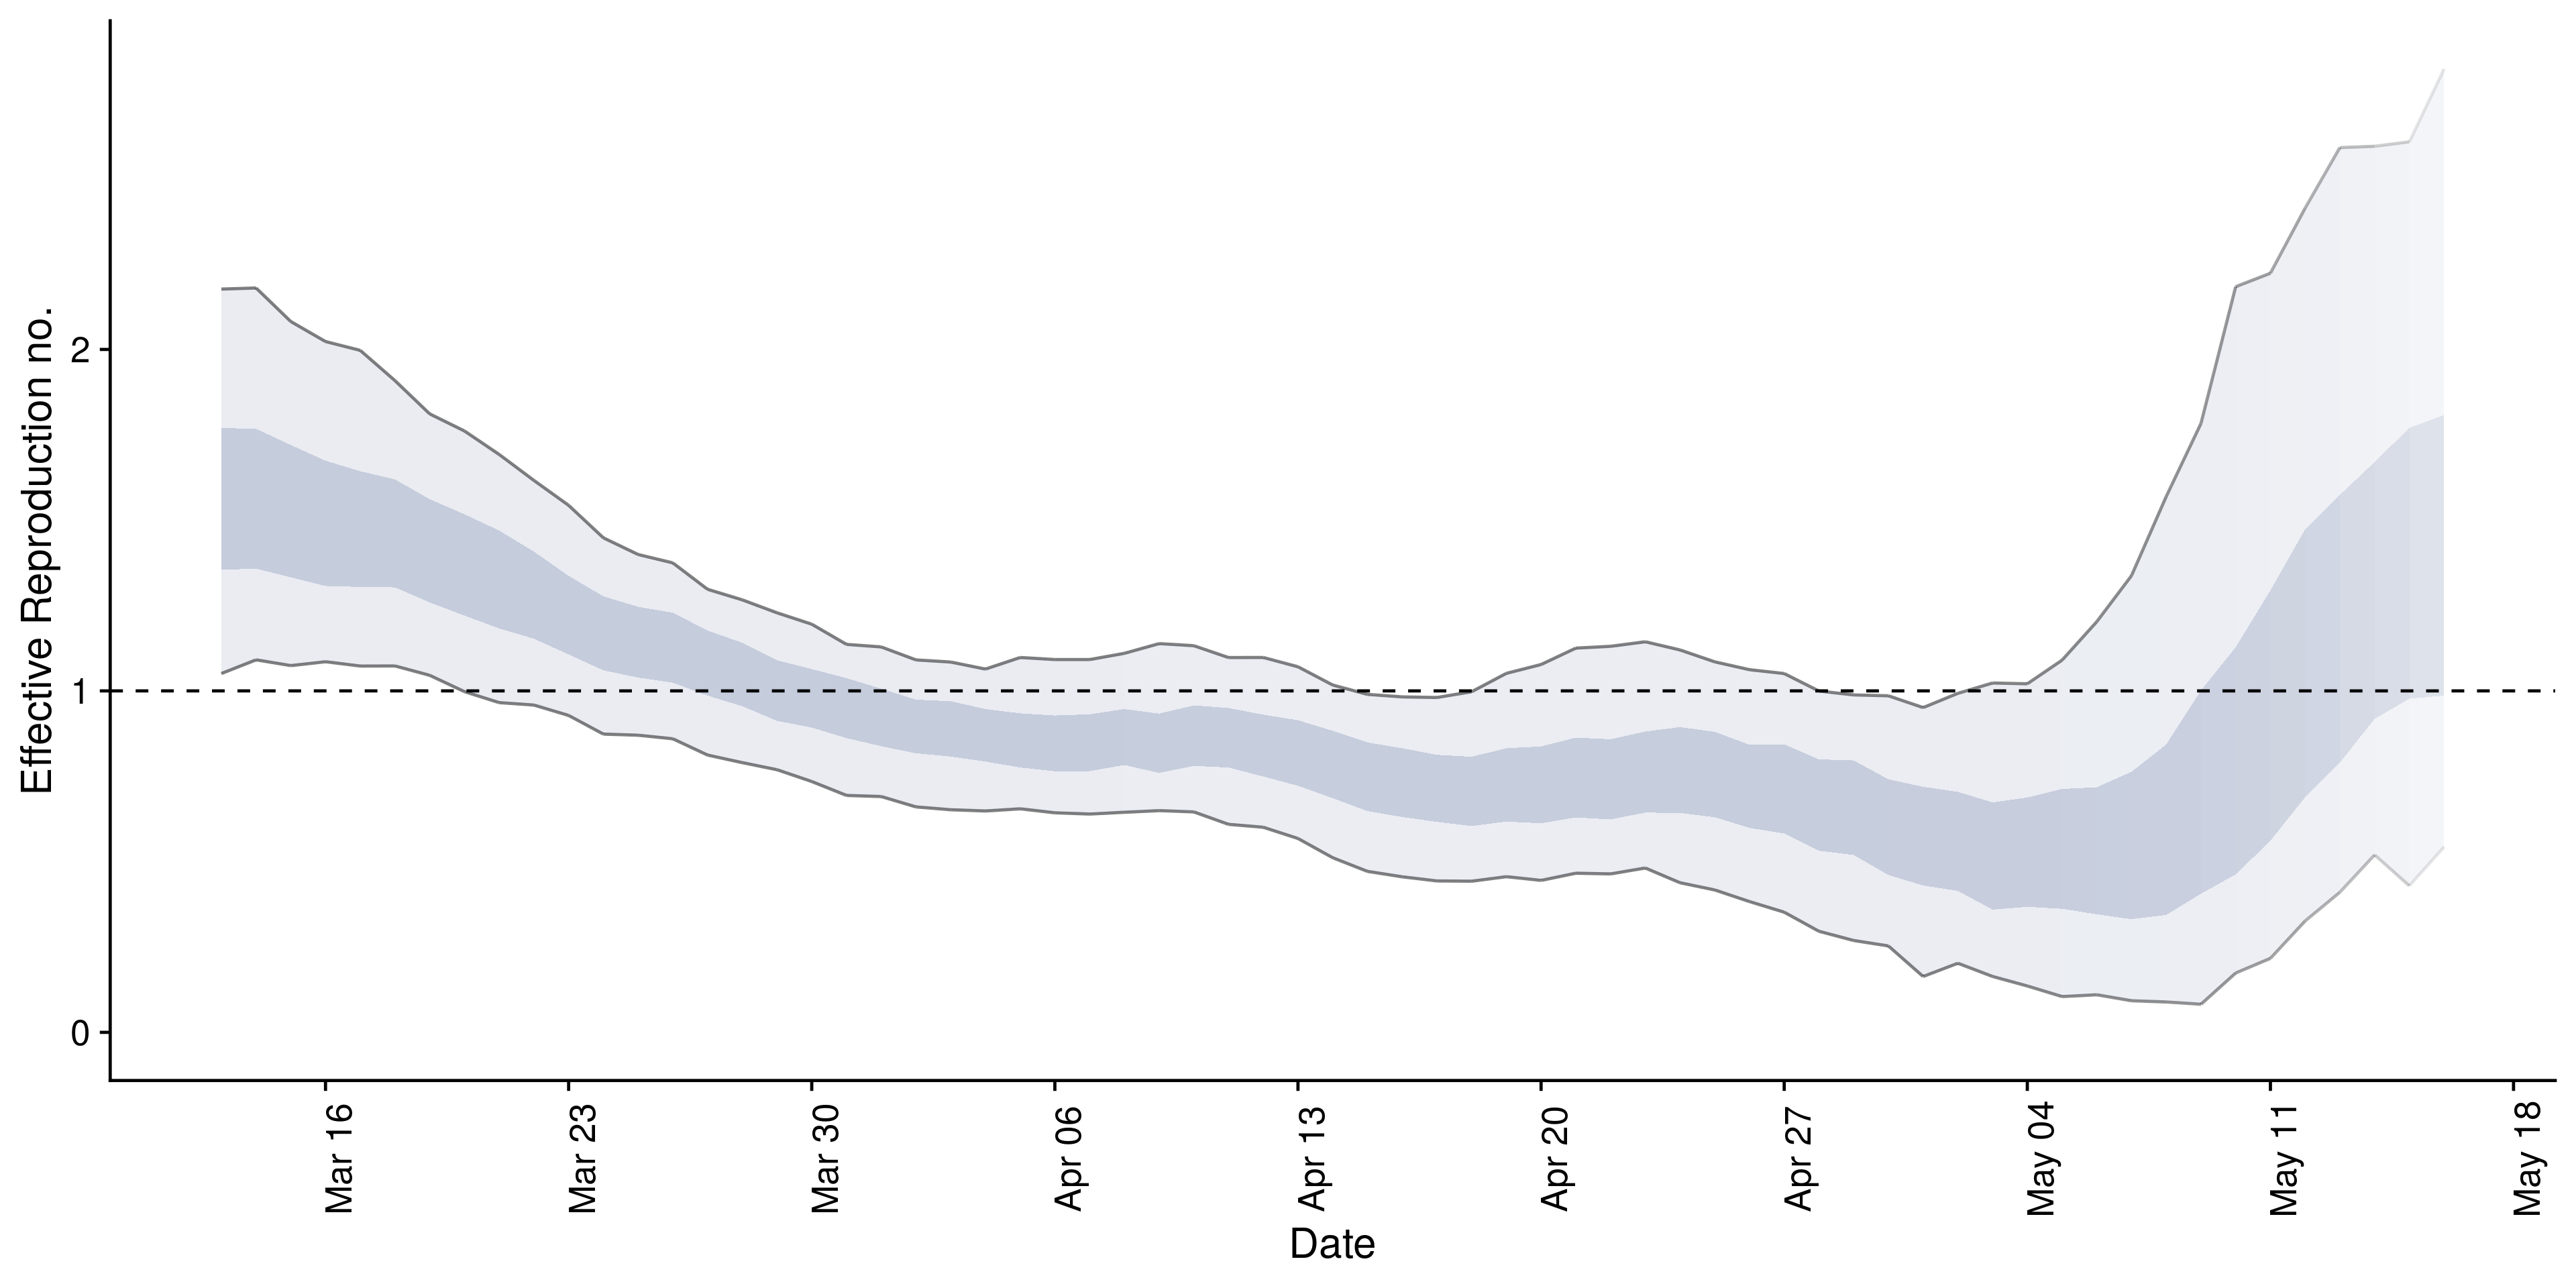 Effective Reproduction no.
2
1
0
Mar 16
Mar 23
Mar 30
Apr 06
Apr 13
Apr 20
Apr 27
May 04
May 11
May 18
Date